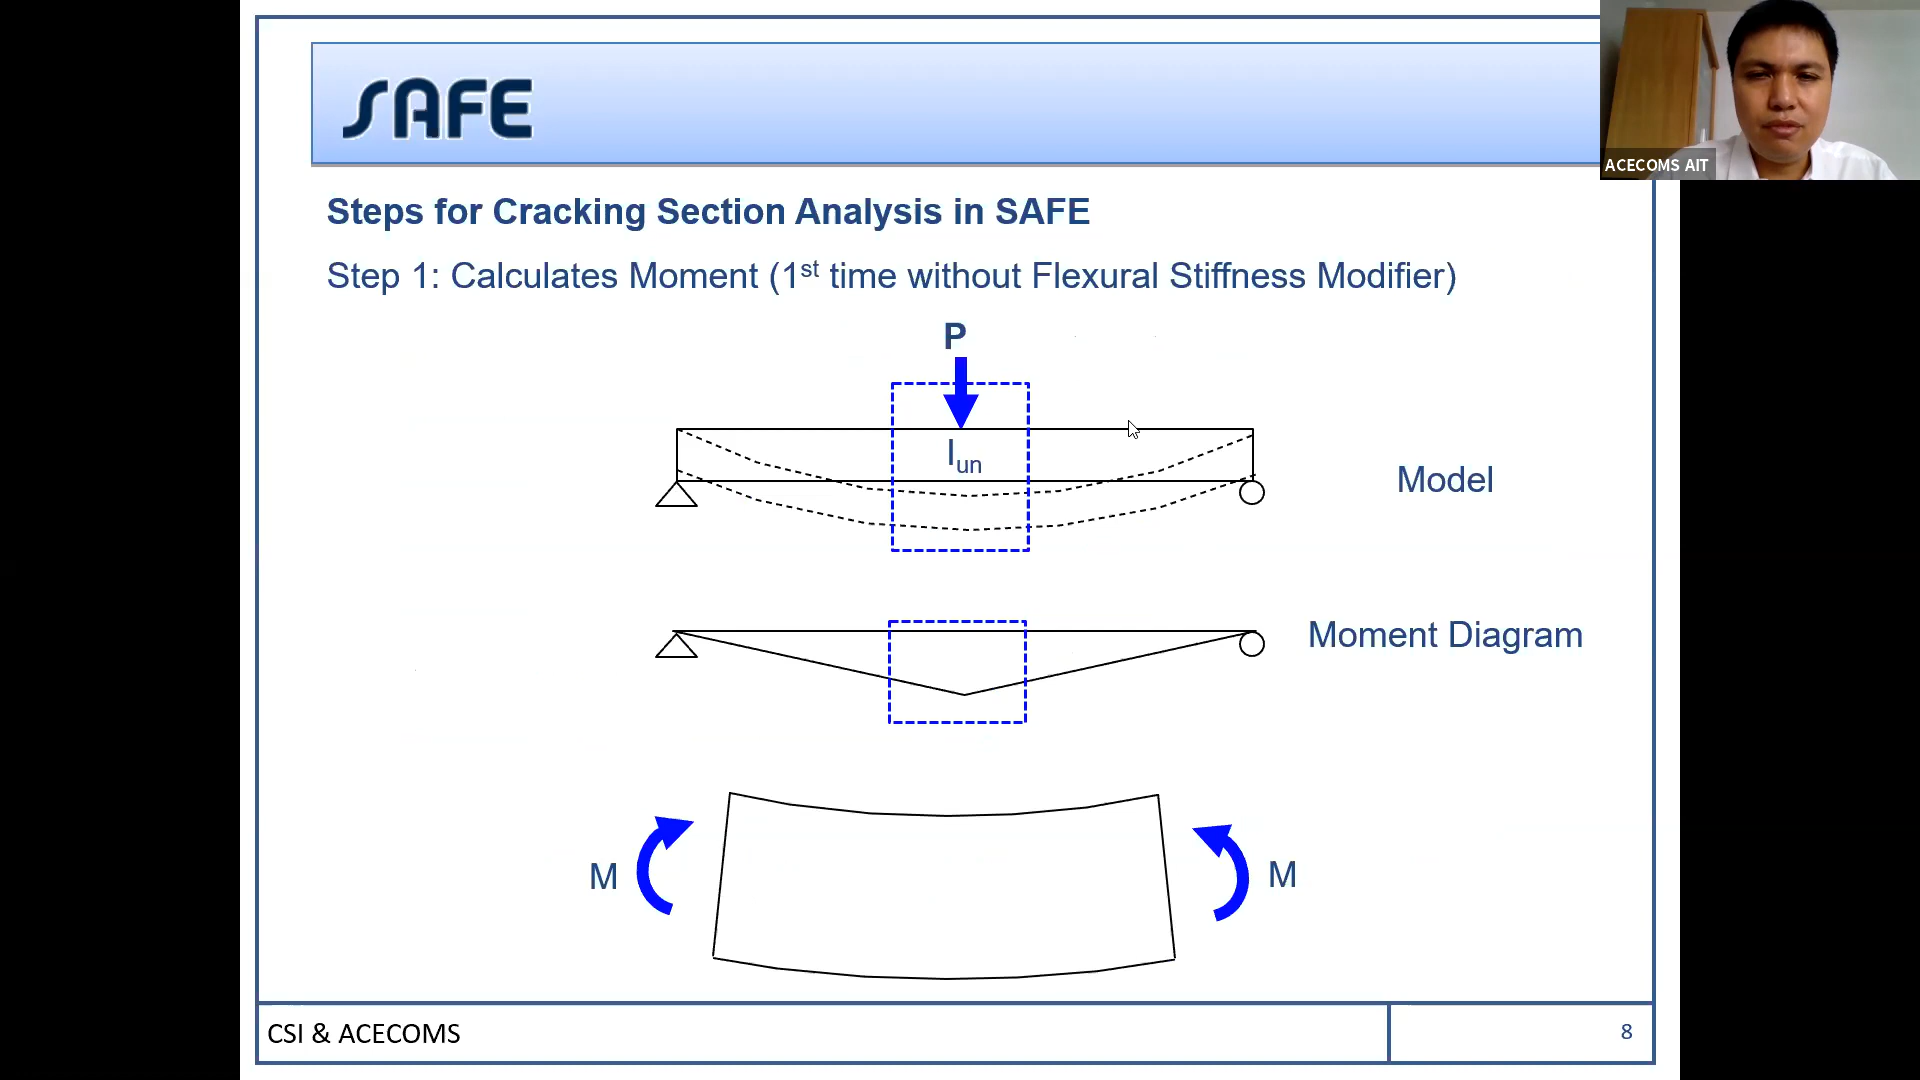 SAFE
ACECOMS AIT
Steps for Cracking Section Analysis in SAFE
Step 1: Calculates Moment (1st time without Flexural Stiffness Modifier)
P
Iun
Model
Moment Diagram
M
M
CSI & ACECOMS
8